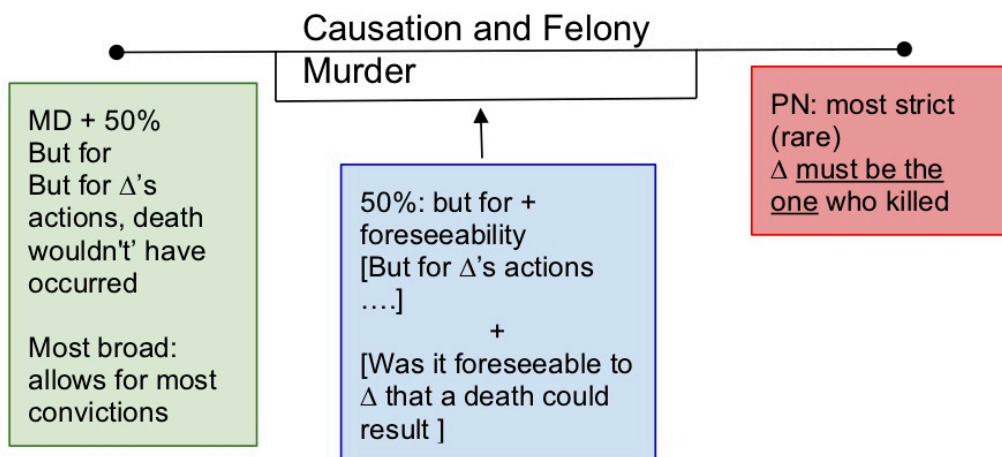 Causation and Felony
Murder
MD + 50%
But for
But for Δ's
actions, death
wouldn't' have
occurred
Most broad:
allows for most
convictions
50%: but for +
foreseeability
[But for Δ's actions
….]
+
[Was it foreseeable to
Δ that a death could
result ]
PN: most strict
(rare)
Δ must be the
one who killed